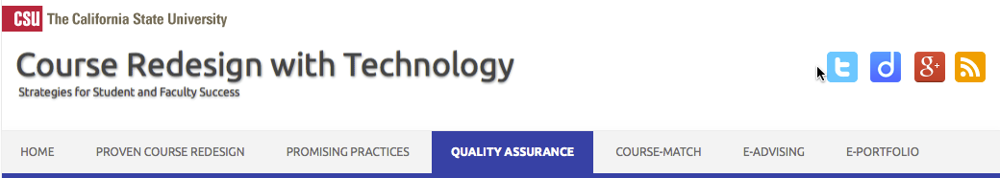 CSU The California State University
Course Redesign with Technology
Strategies for Student and Faculty Success
HOME PROVEN COURSE REDESIGN PROMISING PRACTICES QUALITY ASSURANCE COURSE-MATCH E-ADVISING E-PORTFOLIO